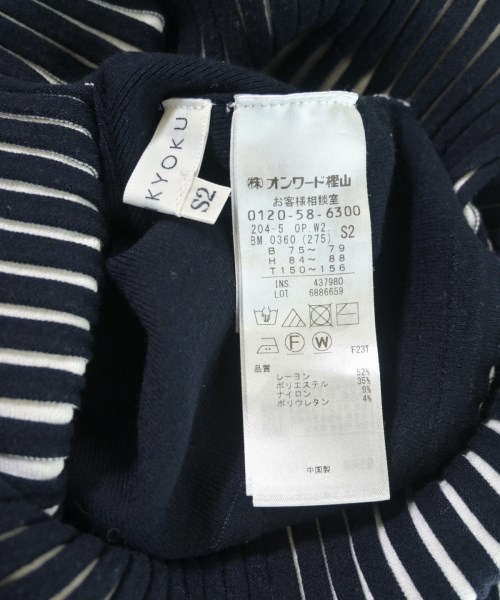 KYOKU
S2
(株) オンワード樫山
お客様相談室
0120-58-6300
204-5 OP.W2. S2
BM.0360 (275)
B 75～ 79
H 84～ 88
T150～156
INS. 437980
LOT 6886659
F W
F231
品質
レーヨン 52%
ポリエステル 35%
ナイロン 9%
ポリウレタン 4%
中国製